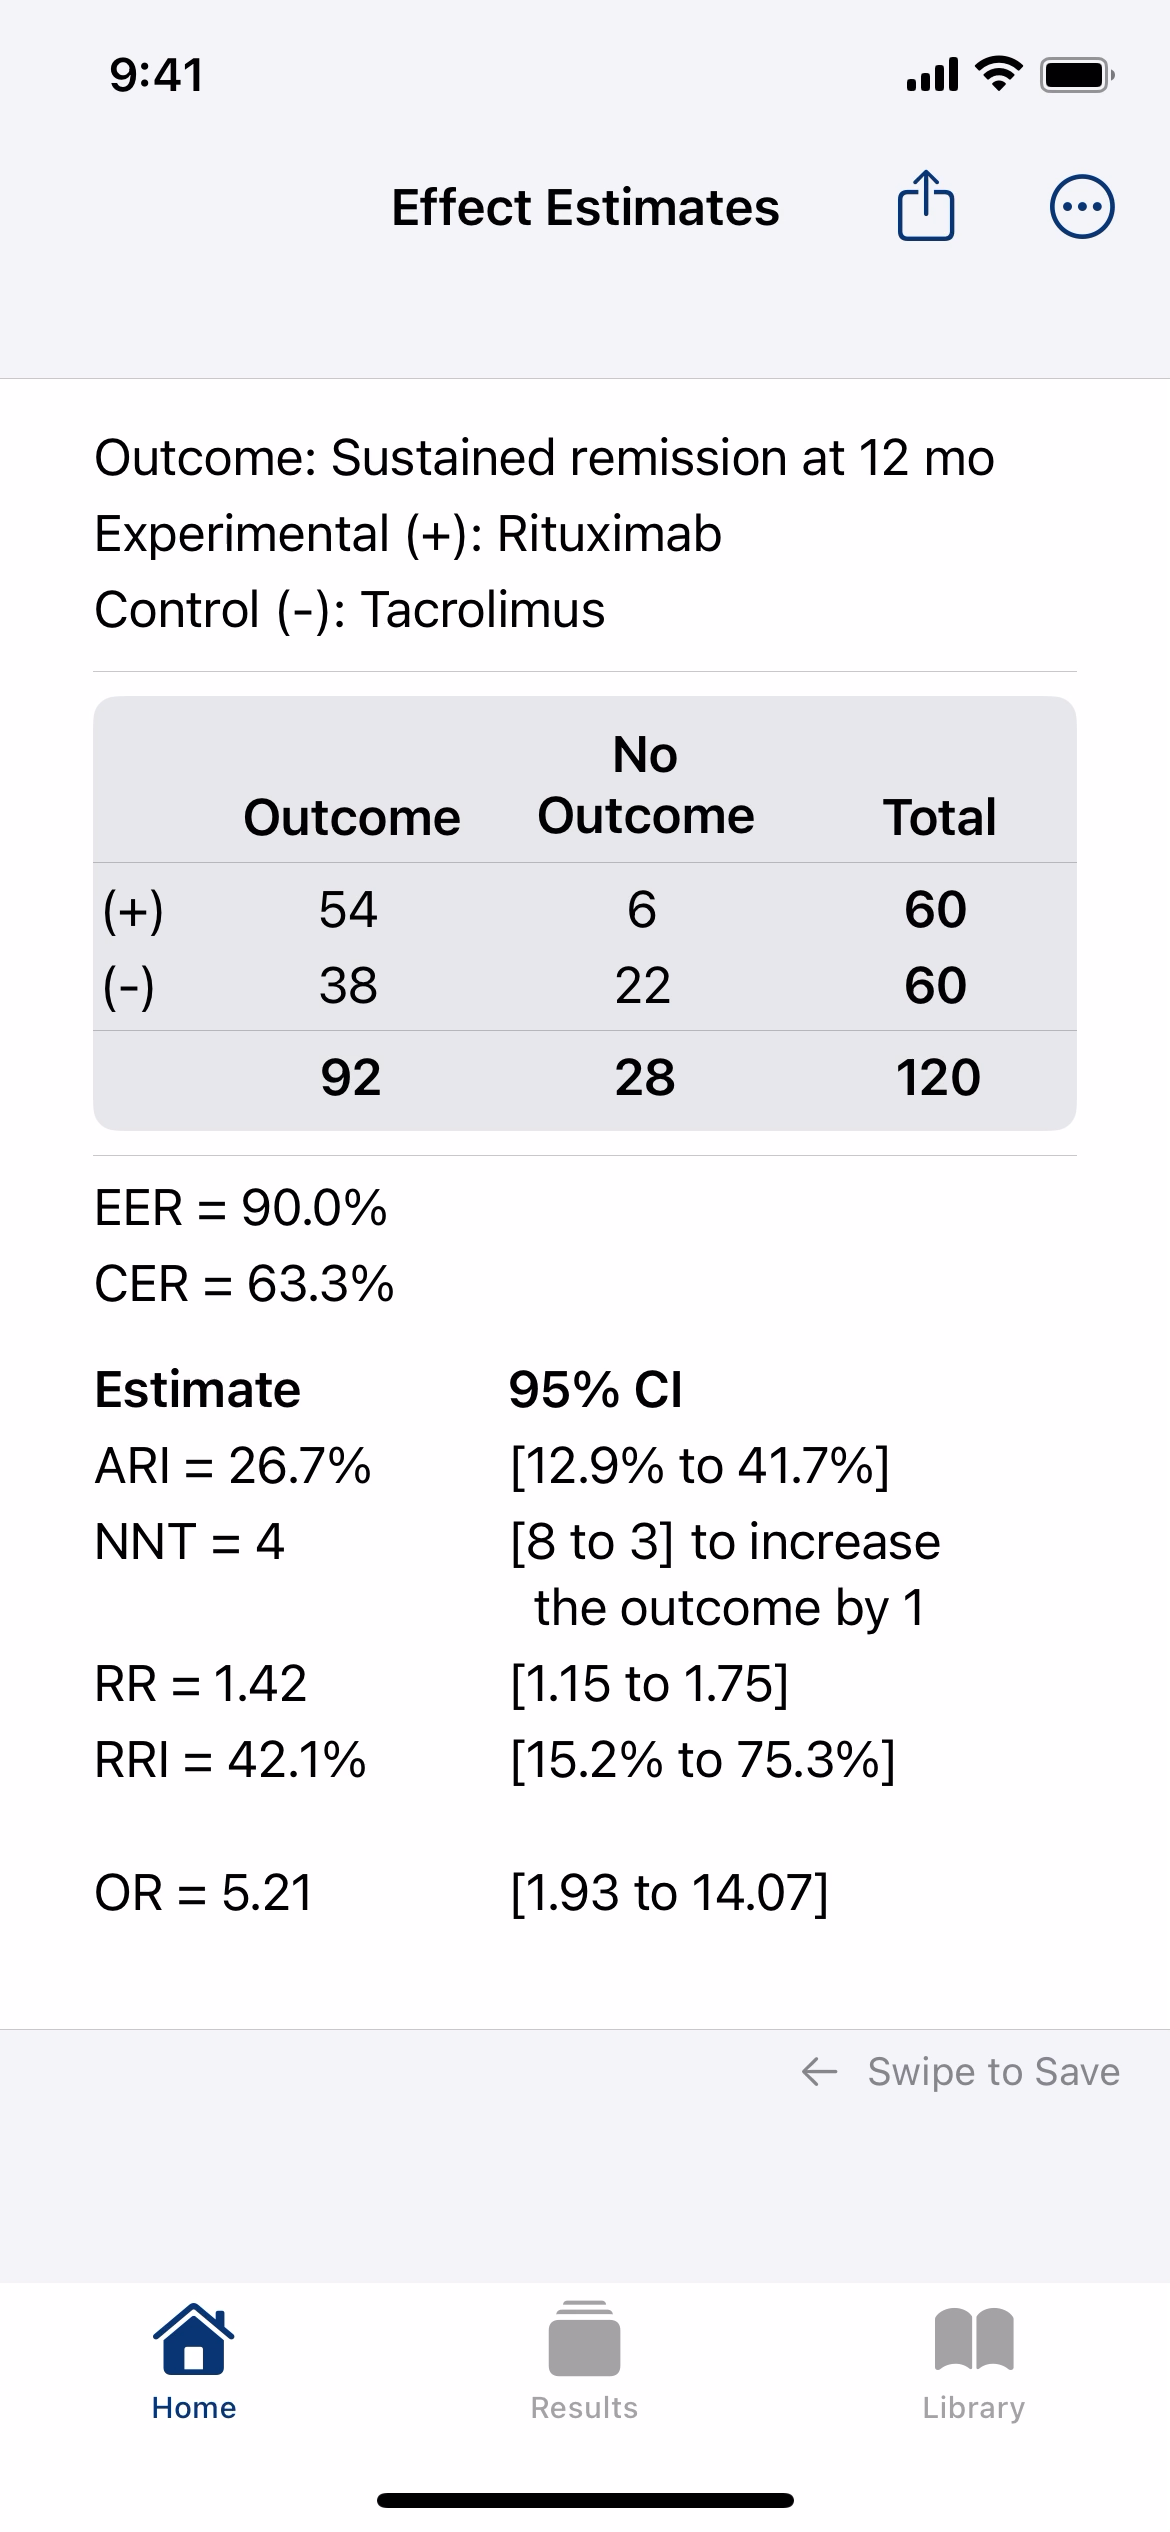 9:41
Effect Estimates
Outcome: Sustained remission at 12 mo
Experimental (+): Rituximab
Control (-): Tacrolimus
Outcome No Outcome Total
(+) 54 6 60
(-) 38 22 60
92 28 120
EER = 90.0%
CER = 63.3%
Estimate 95% CI
ARI = 26.7% [12.9% to 41.7%]
NNT = 4 [8 to 3] to increase
the outcome by 1
RR = 1.42 [1.15 to 1.75]
RRI = 42.1% [15.2% to 75.3%]
OR = 5.21 [1.93 to 14.07]
← Swipe to Save
Home Results Library